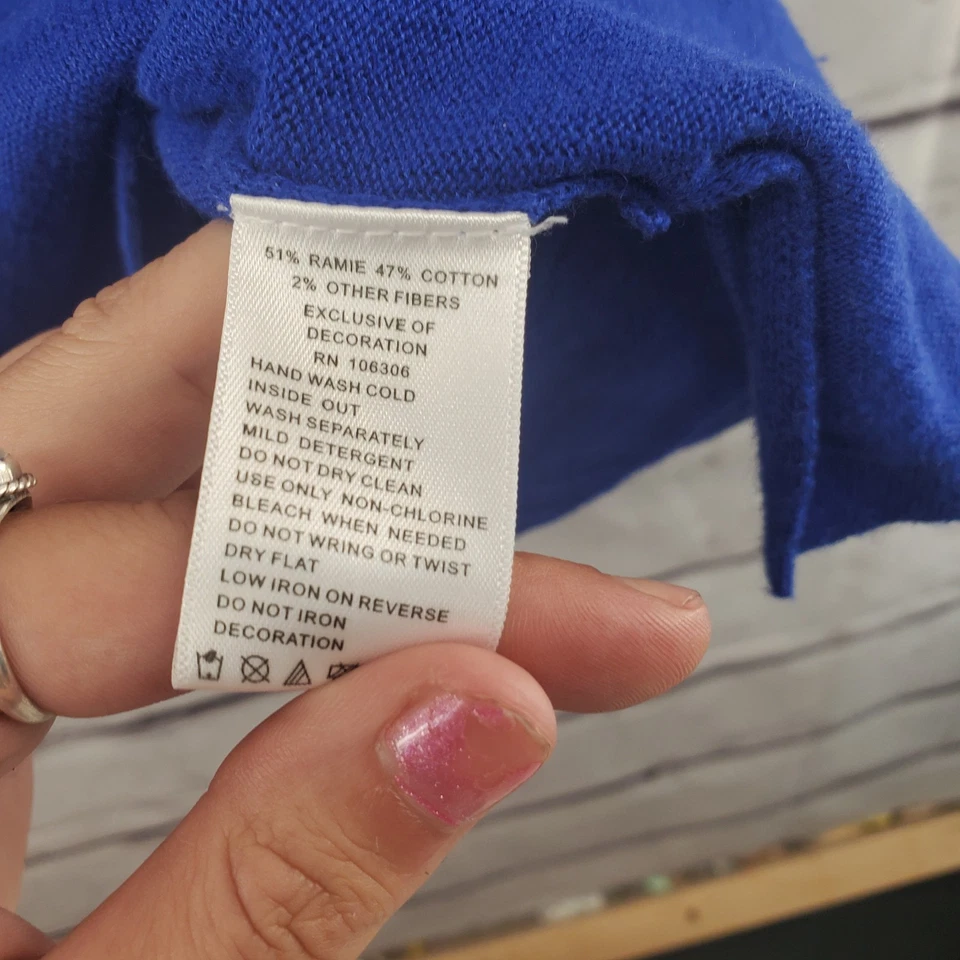 51% RAMIE 47% COTTON
2% OTHER FIBERS
EXCLUSIVE OF
DECORATION
RN 106306
HAND WASH COLD
INSIDE OUT
WASH SEPARATELY
MILD DETERGENT
DO NOT DRY CLEAN
USE ONLY NON-CHLORINE
BLEACH WHEN NEEDED
DO NOT WRING OR TWIST
DRY FLAT
LOW IRON ON REVERSE
DO NOT IRON
DECORATION